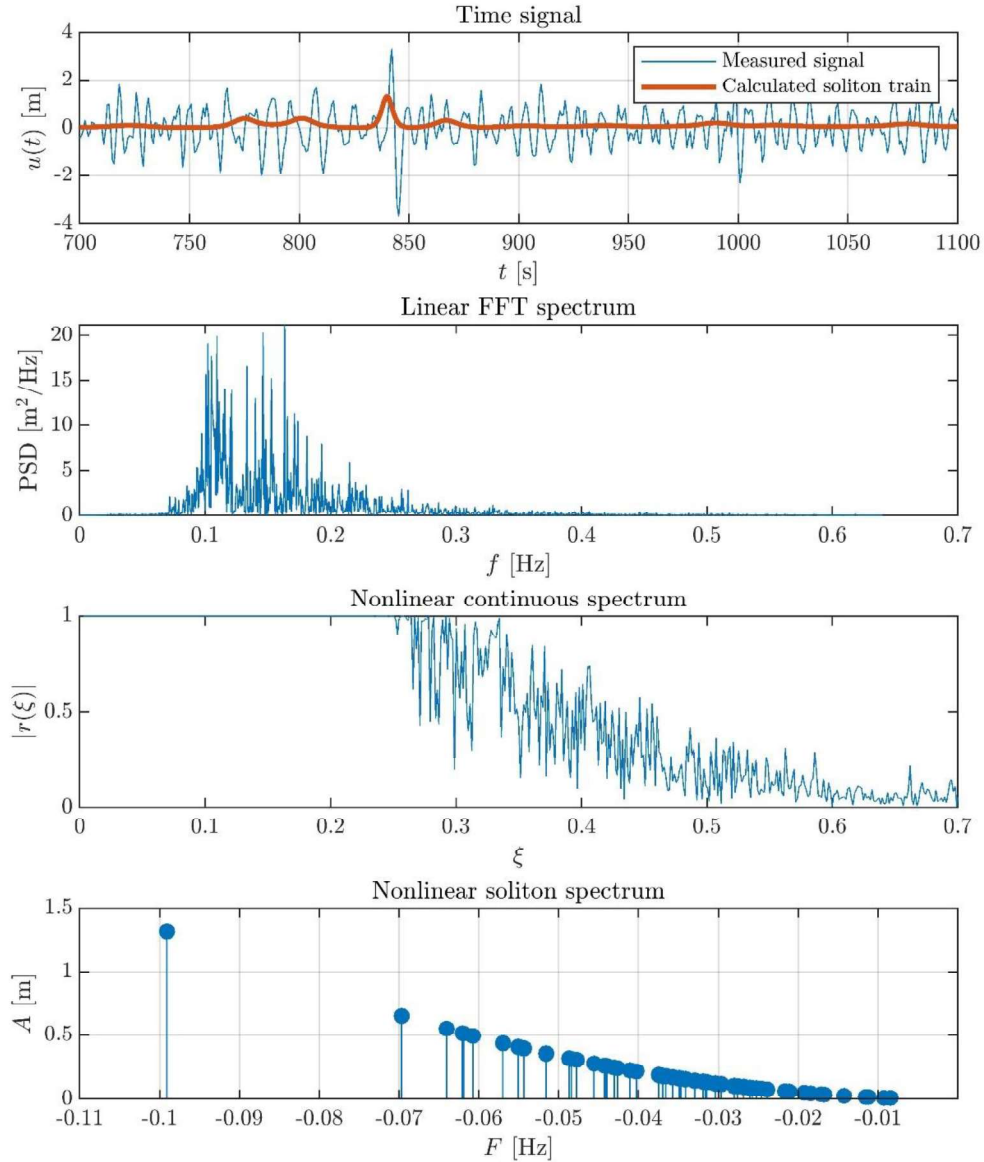 Time signal
4
2
0
-2
-4
u(t) [m]
Measured signal
Calculated soliton train
700 750 800 850 900 950 1000 1050 1100
t [s]
Linear FFT spectrum
20
15
10
5
0
PSD [m²/Hz]
0 0.1 0.2 0.3 0.4 0.5 0.6 0.7
f [Hz]
Nonlinear continuous spectrum
1
0.5
0
|r(ξ)|
0 0.1 0.2 0.3 0.4 0.5 0.6 0.7
ξ
Nonlinear soliton spectrum
1.5
1
0.5
0
A [m]
-0.11 -0.1 -0.09 -0.08 -0.07 -0.06 -0.05 -0.04 -0.03 -0.02 -0.01
F [Hz]